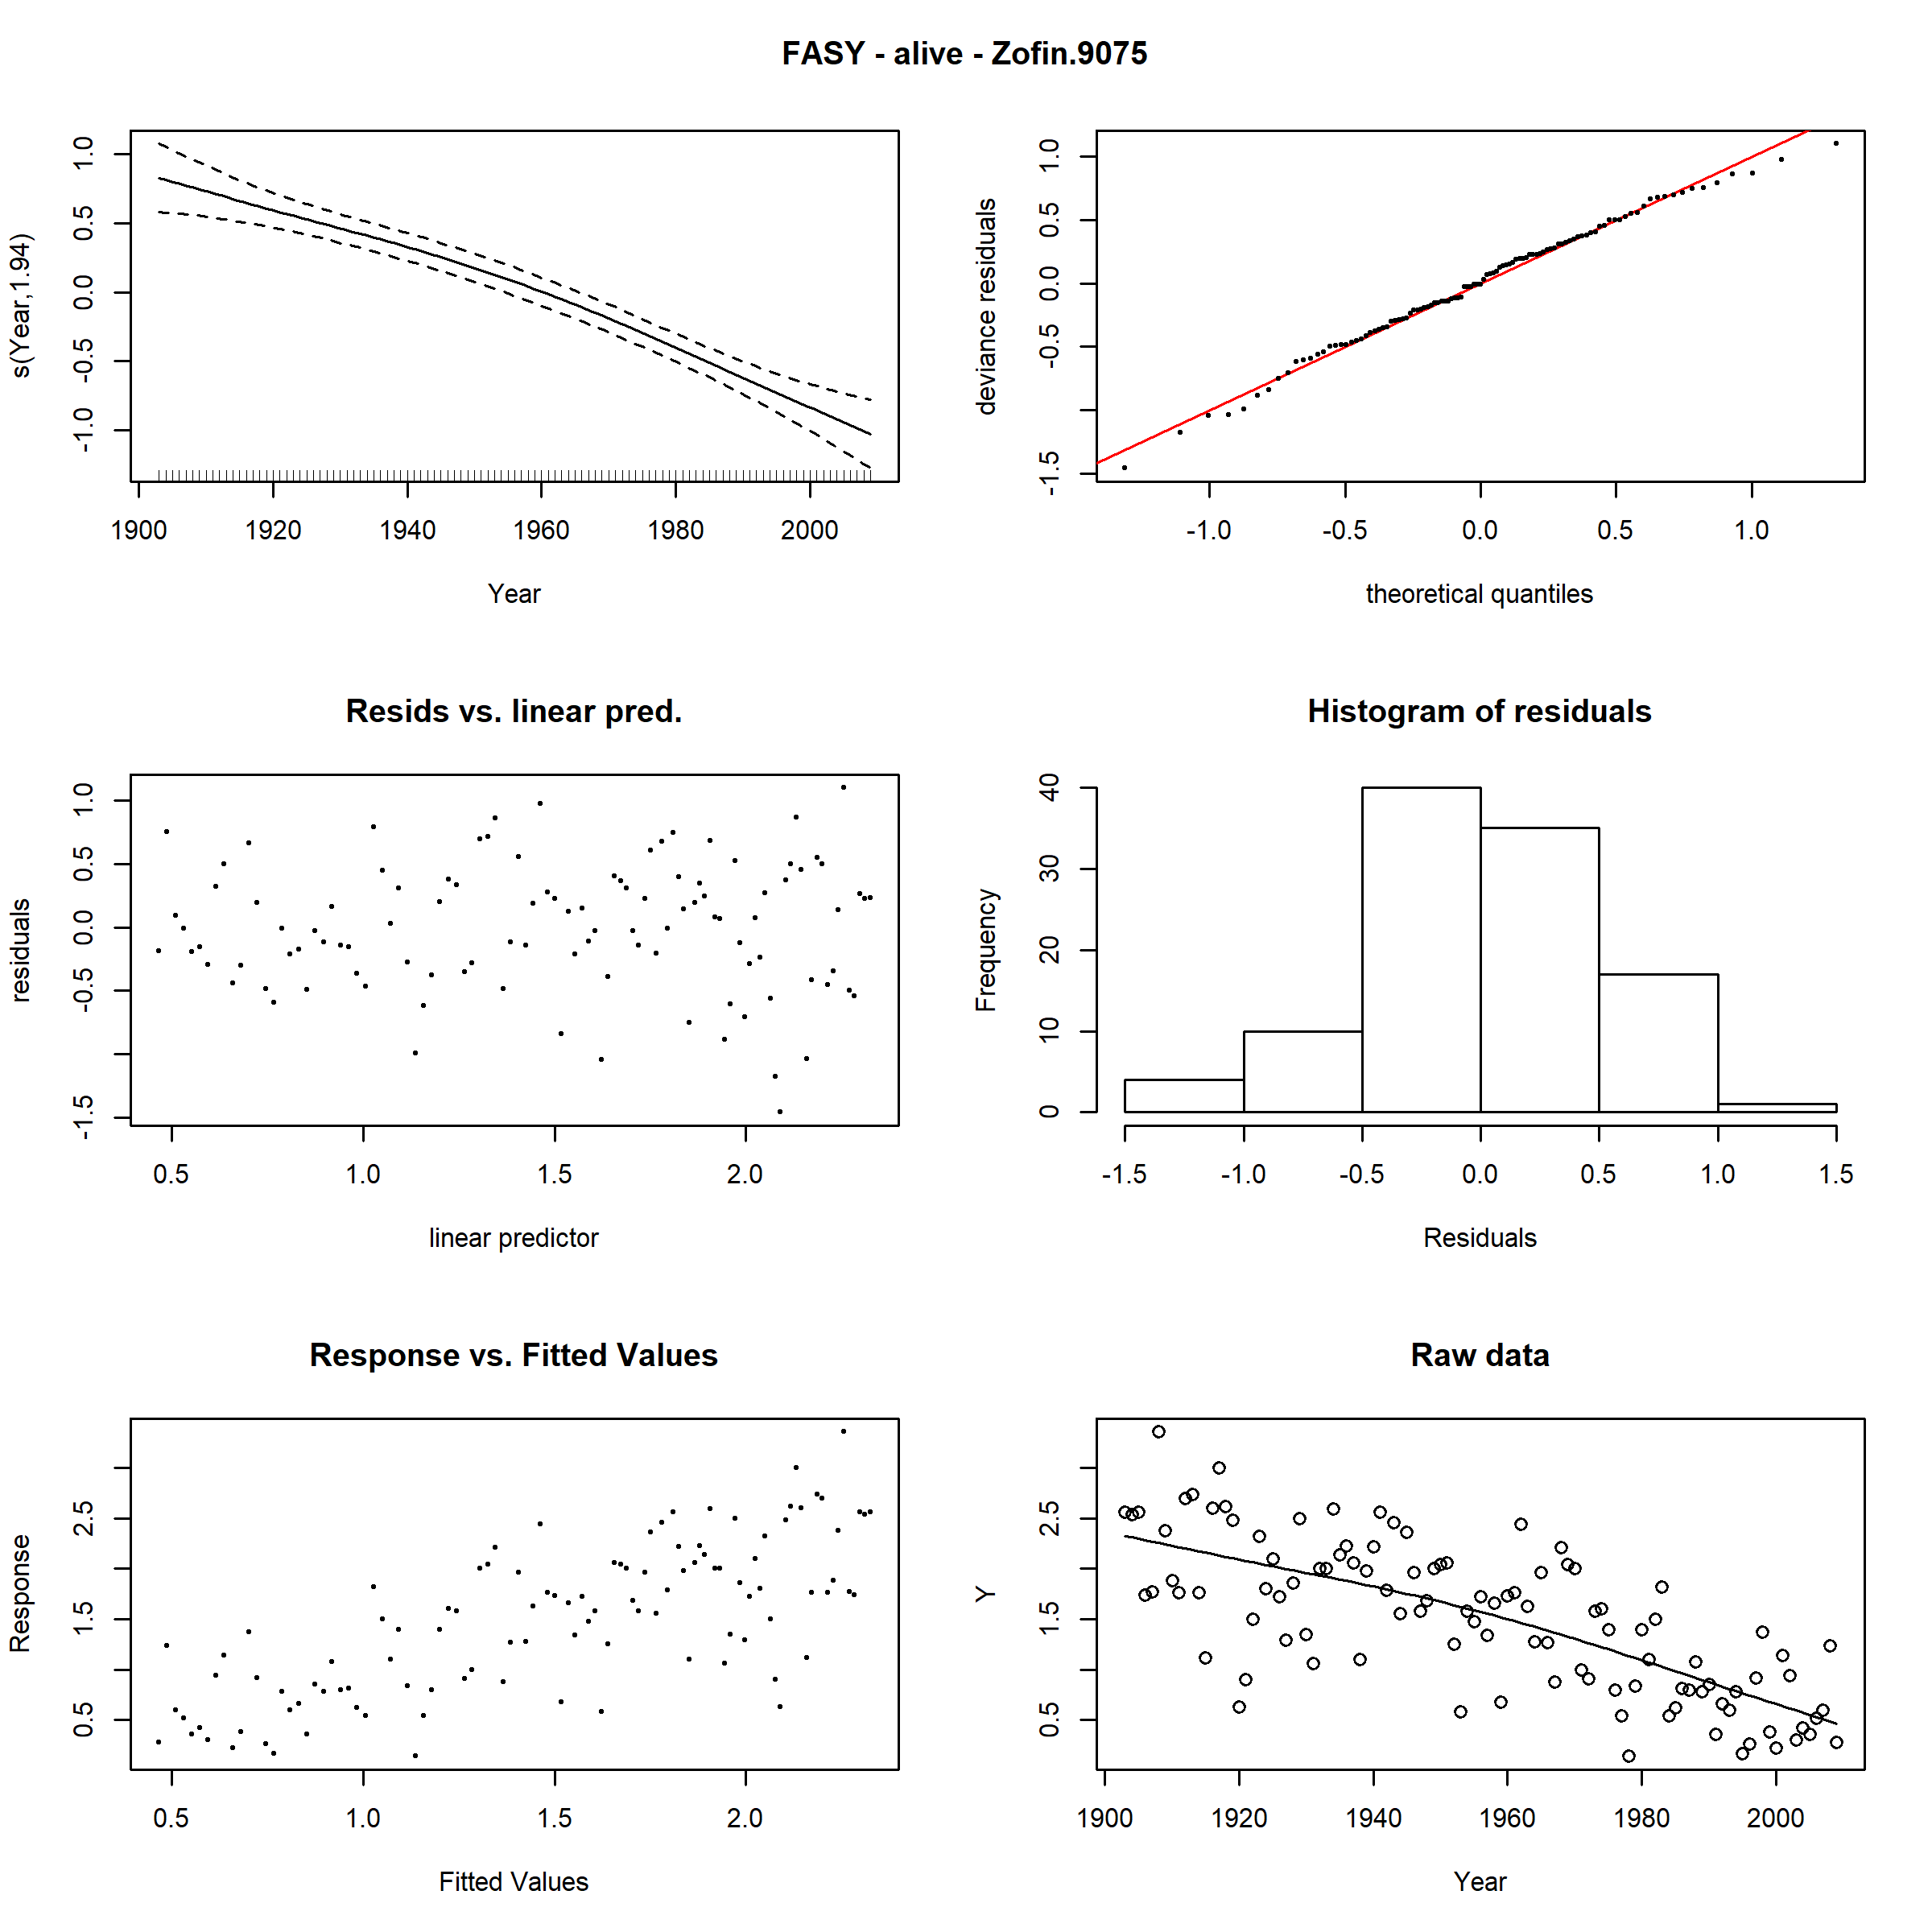 FASY - alive - Zofin.9075
s(Year,1.94)
1.0
0.5
0.0
-0.5
-1.0
1900 1920 1940 1960 1980 2000
Year
deviance residuals
1.0
0.5
0.0
-0.5
-1.5
-1.0 -0.5 0.0 0.5 1.0
theoretical quantiles
Resids vs. linear pred.
residuals
1.0
0.5
0.0
-0.5
-1.5
0.5 1.0 1.5 2.0
linear predictor
Histogram of residuals
Frequency
40
30
20
10
0
-1.5 -1.0 -0.5 0.0 0.5 1.0 1.5
Residuals
Response vs. Fitted Values
Response
2.5
1.5
0.5
0.5 1.0 1.5 2.0
Fitted Values
Raw data
Y
2.5
1.5
0.5
1900 1920 1940 1960 1980 2000
Year